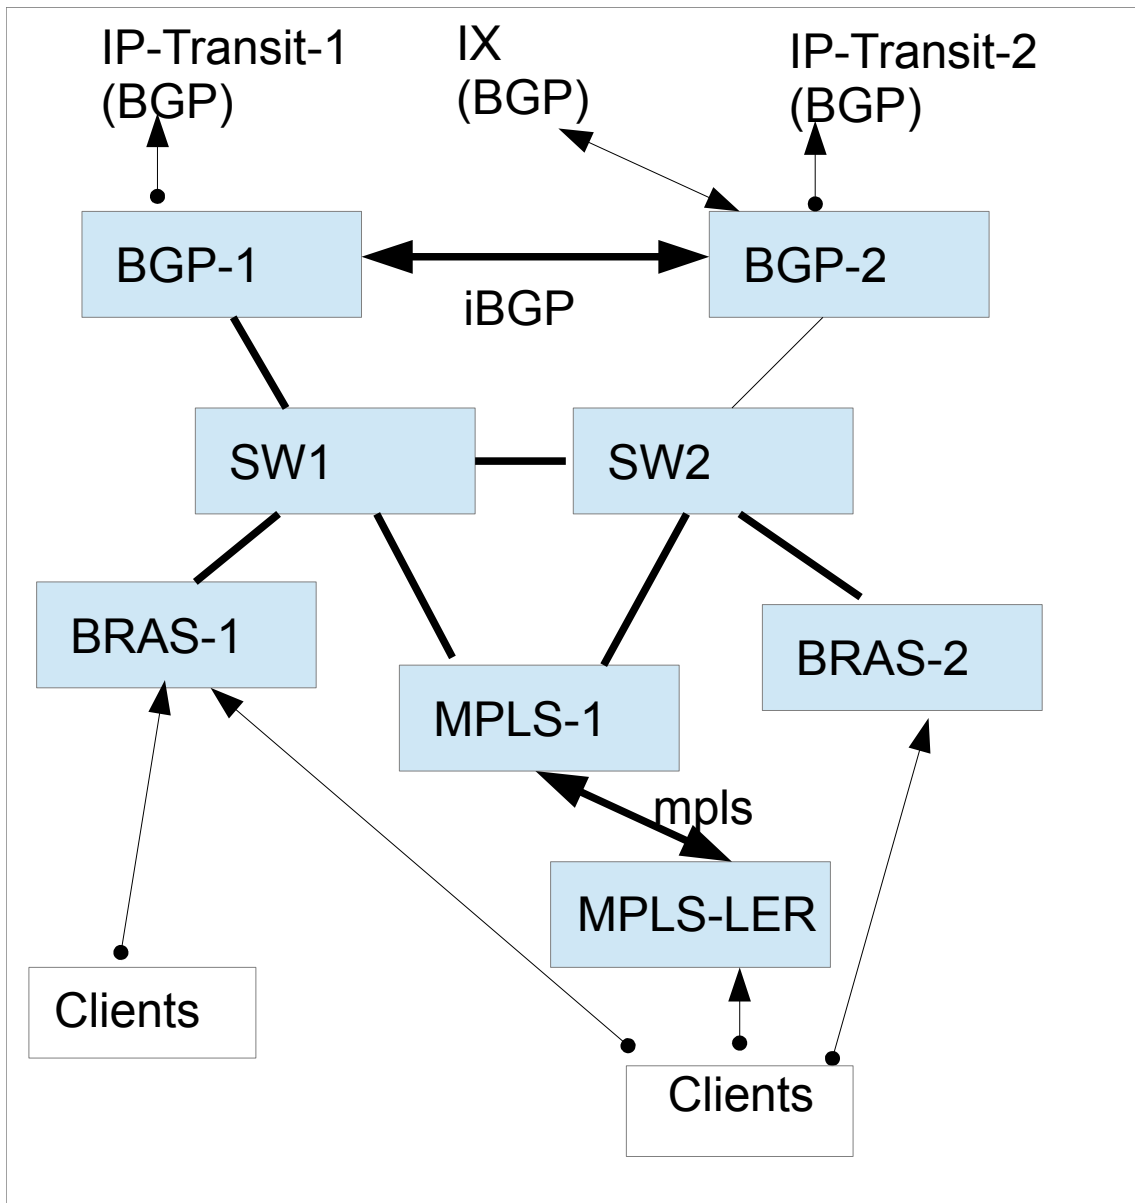 IP-Transit-1
(BGP)
IX
(BGP)
IP-Transit-2
(BGP)
BGP-1
BGP-2
iBGP
SW1
SW2
BRAS-1
BRAS-2
MPLS-1
mpls
MPLS-LER
Clients
Clients